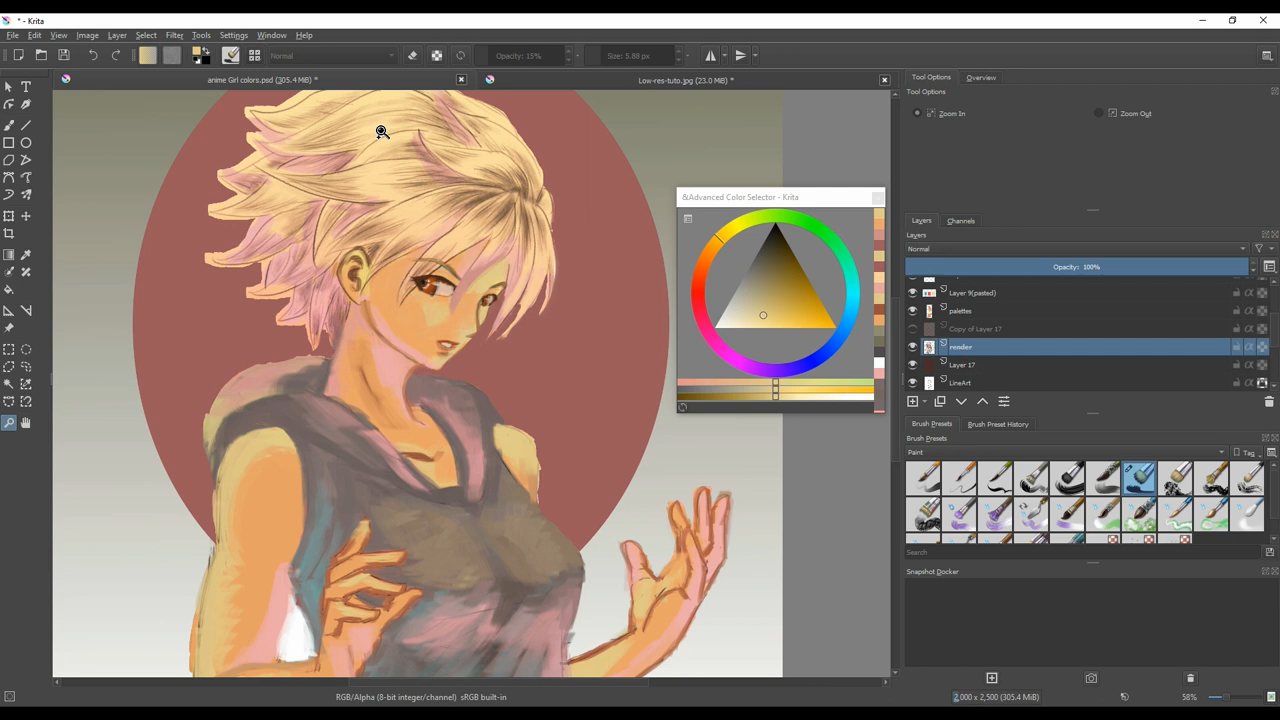 * - Krita
File Edit View Image Layer Select Filter Tools Settings Window Help
Normal Opacity: 15% Size: 5.88 px
anime Girl colors.psd (305.4 MiB) *
Low-res-tuto.jpg (23.0 MiB) *
Tool Options Overview
Tool Options
Zoom In Zoom Out
&Advanced Color Selector - Krita
Layers Channels
Layers
Normal
Opacity: 100%
Layer 9(pasted)
palettes
Copy of Layer 17
render
Layer 17
LineArt
Brush Presets Brush Preset History
Brush Presets
Paint Tag
Search
Snapshot Docker
RGB/Alpha (8-bit integer/channel) sRGB built-in
2,000 x 2,500 (305.4 MiB)
58%